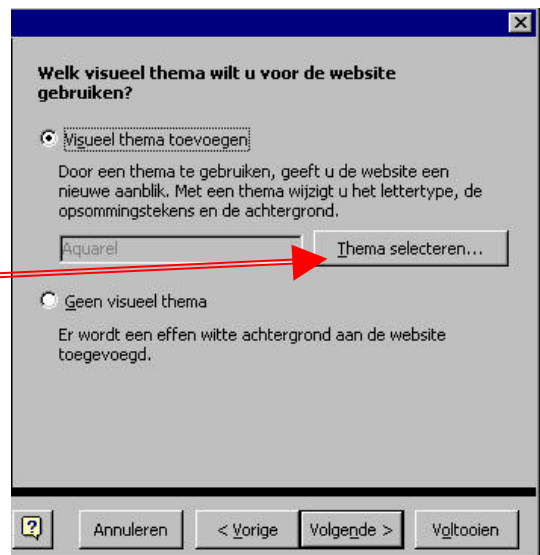 Welk visueel thema wilt u voor de website
gebruiken?
Visueel thema toevoegen
Door een thema te gebruiken, geeft u de website een
nieuwe aanblik. Met een thema wijzigt u het lettertype, de
opsommingstekens en de achtergrond.
Aquarel
Thema selecteren...
Geen visueel thema
Er wordt een effen witte achtergrond aan de website
toegevoegd.
? Annuleren < Vorige Volgende > Voltooien